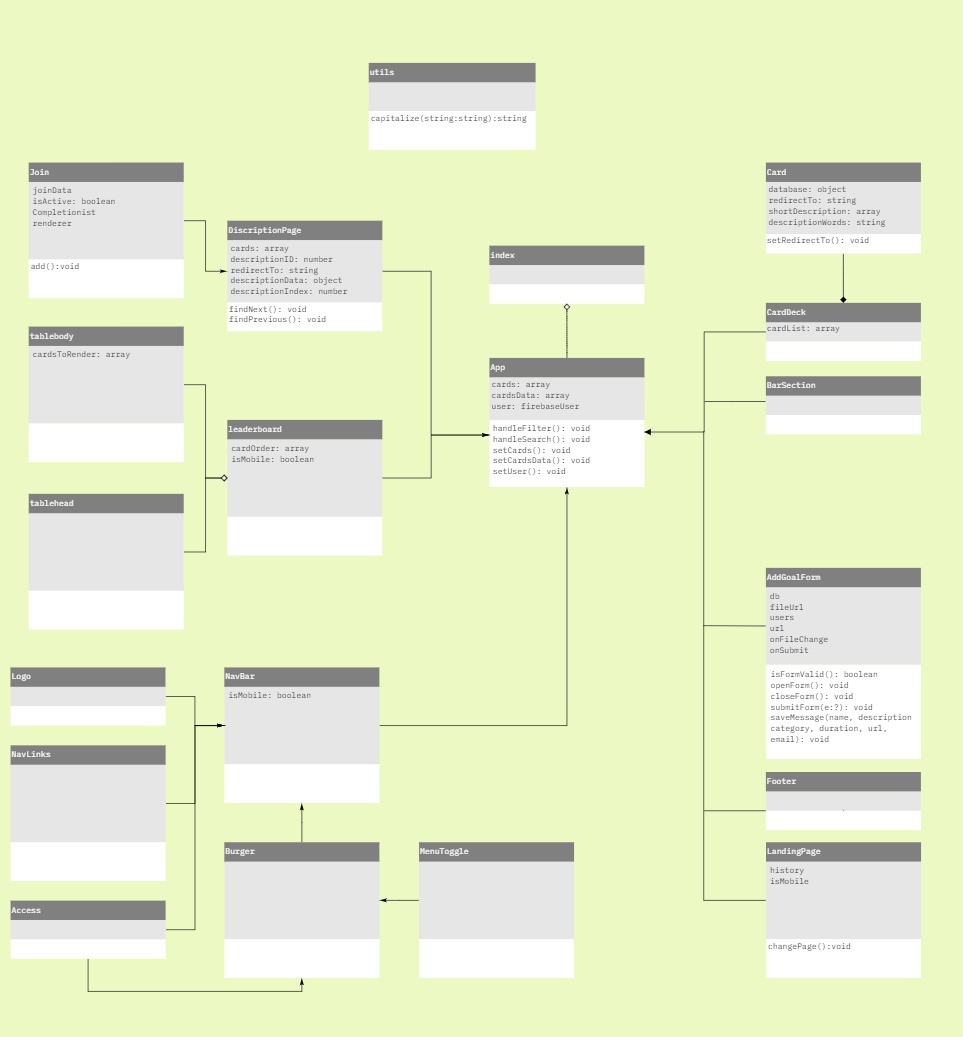 utils
capitalize(string:string):string
Join
joinData
isActive: boolean
Completionist
renderer
add():void
DiscriptionPage
cards: array
descriptionID: number
redirectTo: string
descriptionData: object
descriptionIndex: number
findNext(): void
findPrevious(): void
index
Card
database: object
redirectTo: string
shortDescription: array
descriptionWords: string
setRedirectTo(): void
CardDeck
cardList: array
BarSection
tablebody
cardsToRender: array
leaderboard
cardOrder: array
isMobile: boolean
App
cards: array
cardsData: array
user: firebaseUser
handleFilter(): void
handleSearch(): void
setCards(): void
setCardsData(): void
setUser(): void
tablehead
AddGoalForm
db
fileUrl
users
url
onFileChange
onSubmit
isFormValid(): boolean
openForm(): void
closeForm(): void
submitForm(e:?): void
saveMessage(name, description
category, duration, url,
email): void
Logo
NavLinks
Access
NavBar
isMobile: boolean
Burger
MenuToggle
Footer
LandingPage
history
isMobile
changePage():void